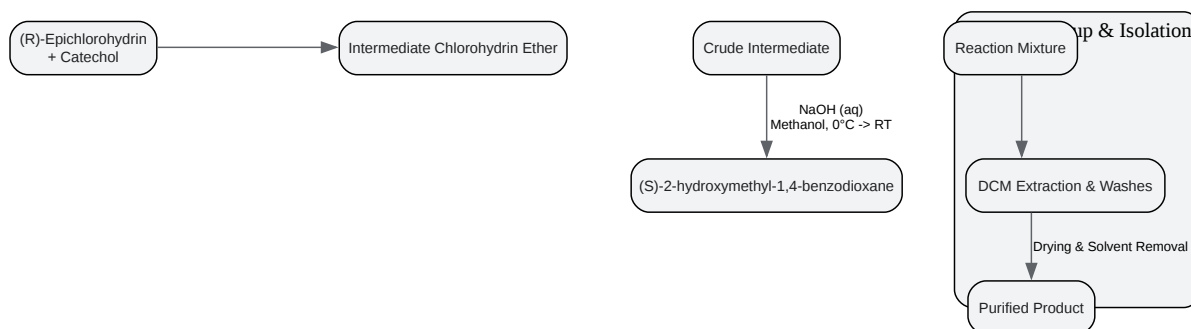 (R)-Epichlorohydrin
+ Catechol
Intermediate Chlorohydrin Ether
Crude Intermediate
NaOH (aq)
Methanol, 0°C -> RT
(S)-2-hydroxymethyl-1,4-benzodioxane
up & Isolation
Reaction Mixture
DCM Extraction & Washes
Drying & Solvent Removal
Purified Product